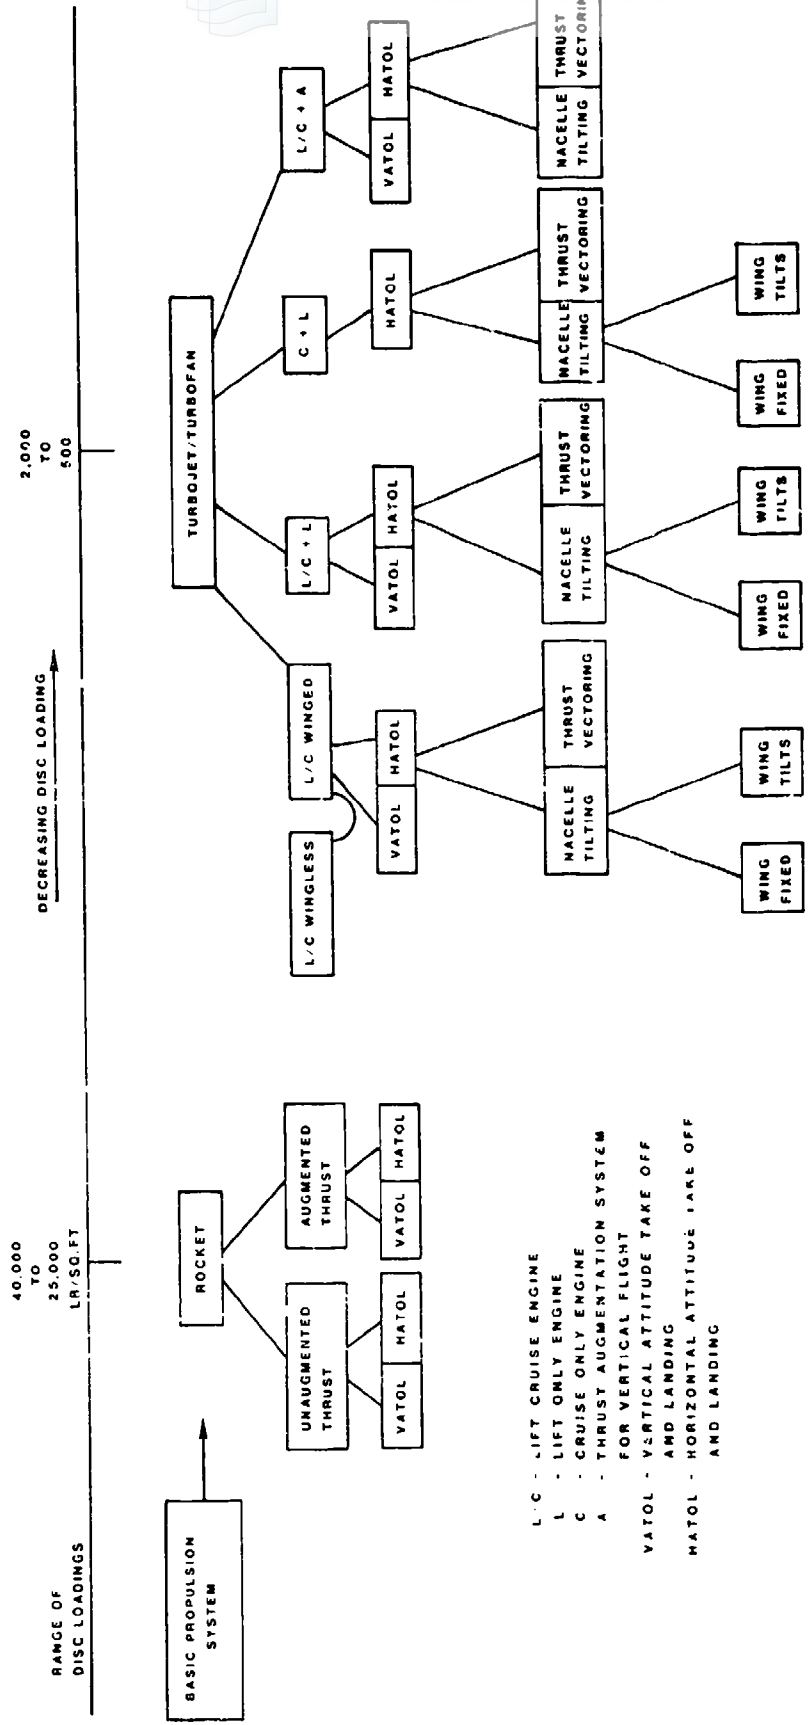 RANGE OF
DISC LOADINGS
40,000
TO
25,000
LB/SQ.FT
DECREASING DISC LOADING
2,000
TO
500
BASIC PROPULSION
SYSTEM
ROCKET
TURBOJET/TURBOFAN
UNAUGMENTED
THRUST
AUGMENTED
THRUST
L/C WINGLESS
L/C WINGED
L/C + L
C + L
L/C + A
VATOL
HATOL
VATOL
HATOL
VATOL
HATOL
VATOL
HATOL
HATOL
VATOL
HATOL
NACELLE
TILTING
THRUST
VECTORING
NACELLE
TILTING
THRUST
VECTORING
NACELLE
TILTING
THRUST
VECTORING
NACELLE
TILTING
THRUST
VECTORIN
WING
FIXED
WING
TILTS
WING
FIXED
WING
TILTS
WING
FIXED
WING
TILTS
L/C - LIFT CRUISE ENGINE
L - LIFT ONLY ENGINE
C - CRUISE ONLY ENGINE
A - THRUST AUGMENTATION SYSTEM
FOR VERTICAL FLIGHT
VATOL - VERTICAL ATTITUDE TAKE OFF
AND LANDING
HATOL - HORIZONTAL ATTITUDE TAKE OFF
AND LANDING